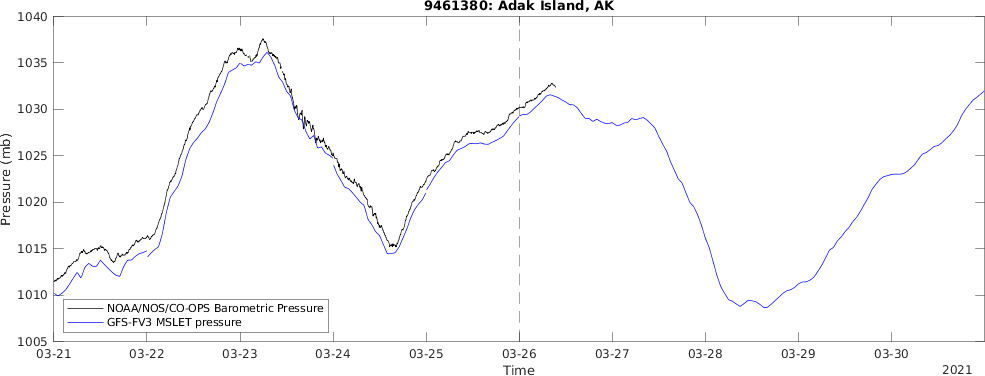 9461380: Adak Island, AK
Pressure (mb)
1040
1035
1030
1025
1020
1015
1010
1005
NOAA/NOS/CO-OPS Barometric Pressure
GFS-FV3 MSLET pressure
03-21 03-22 03-23 03-24 03-25 03-26 03-27 03-28 03-29 03-30
Time
2021